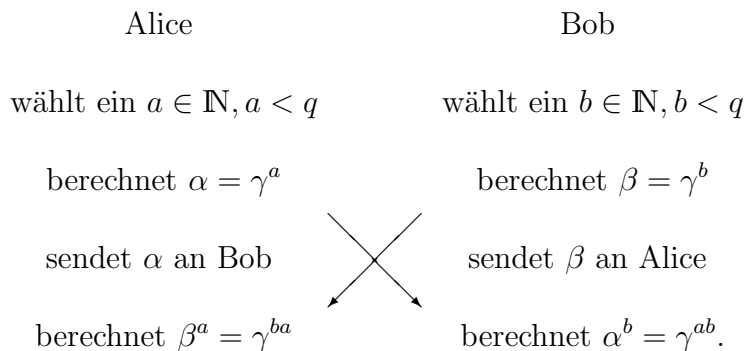 Alice Bob
wählt ein a ∈ ℕ, a < q wählt ein b ∈ ℕ, b < q
berechnet α = γ^a berechnet β = γ^b
sendet α an Bob sendet β an Alice
berechnet β^a = γ^{ba} berechnet α^b = γ^{ab}.